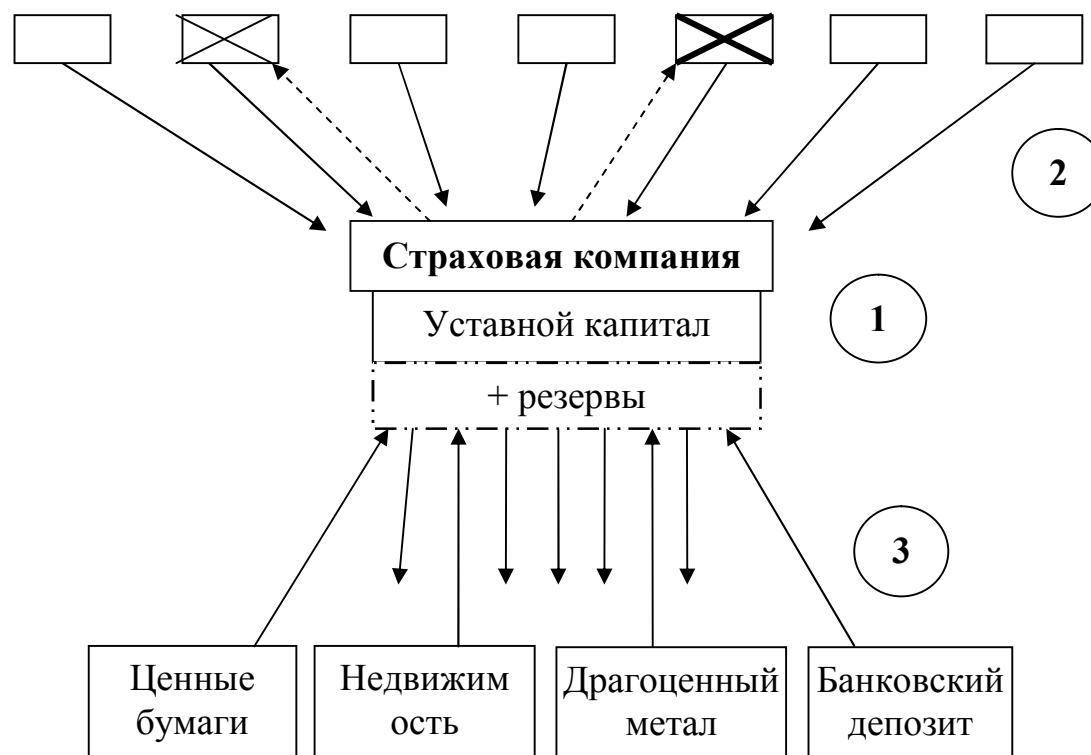 2
Страховая компания
Уставной капитал
1
+ резервы
3
Ценные
бумаги
Недвижим
ость
Драгоценный
метал
Банковский
депозит